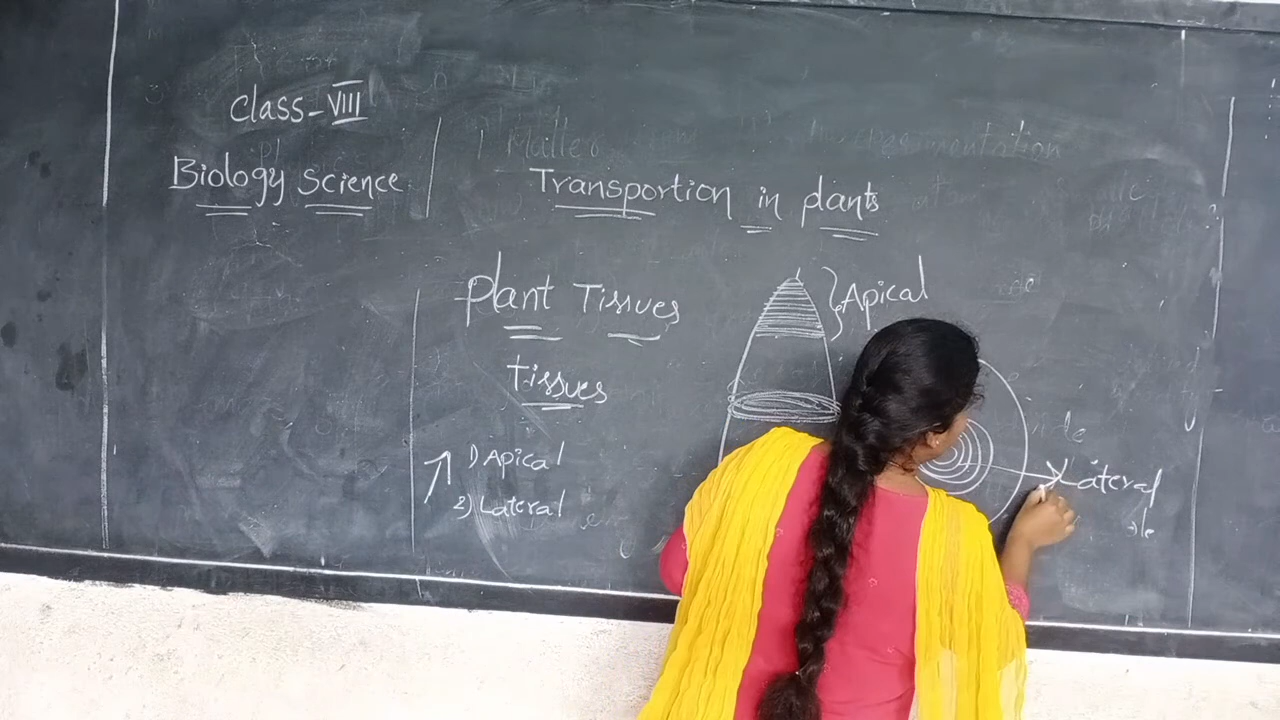 Class-VIII
Biology Science
Transportion in plants
Plant Tissues
Tissues
1) Apical
2) Lateral
Apical
Lateral